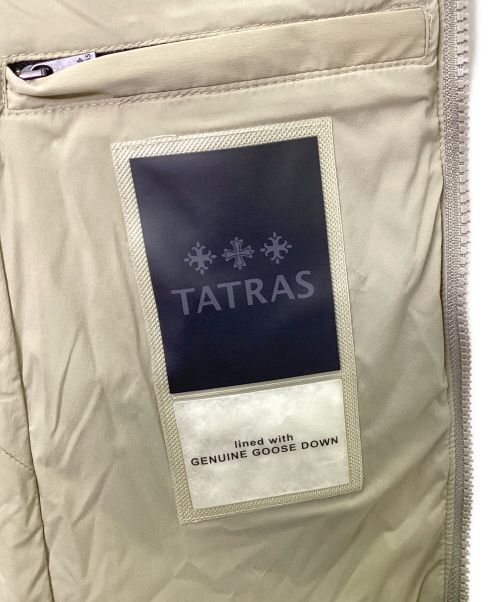 TATRAS
lined with
GENUINE GOOSE DOWN